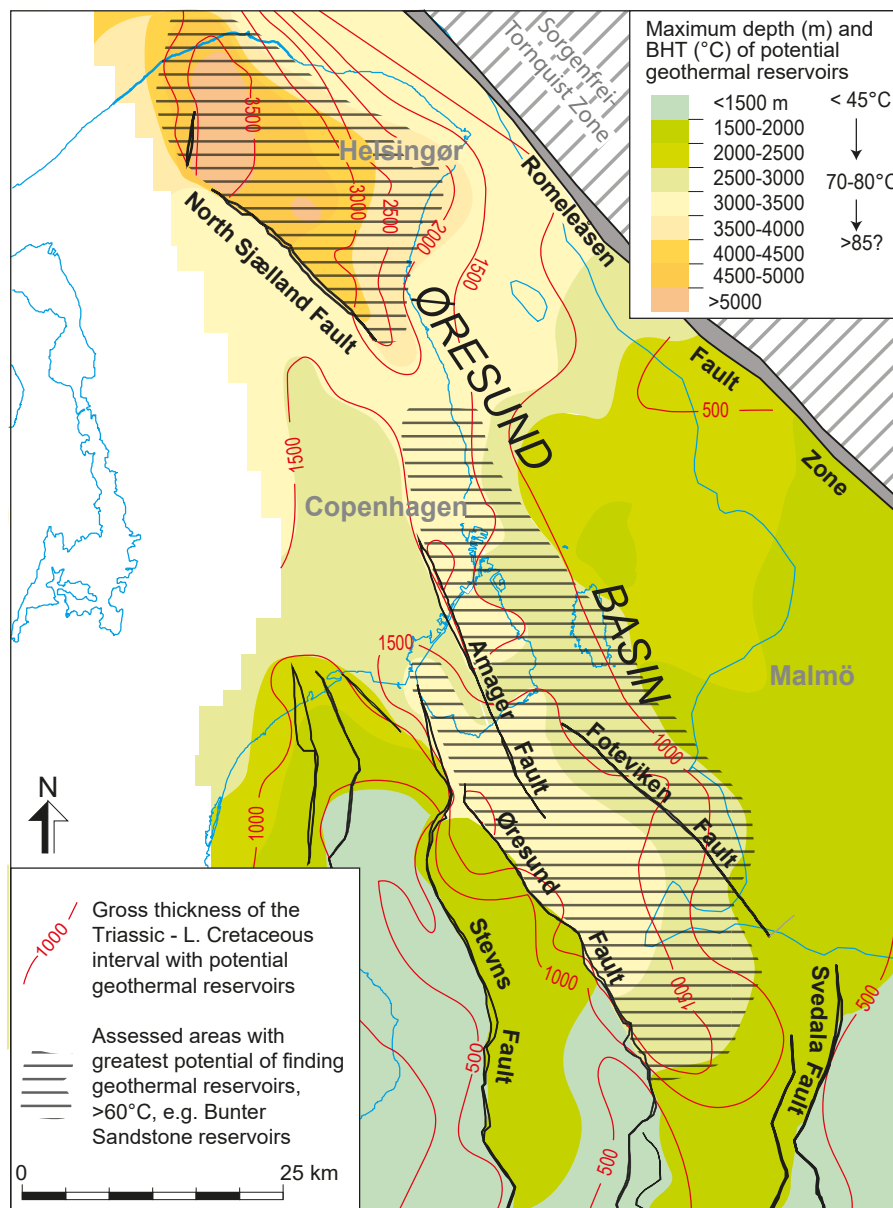 Sorgenfrei-
Tornquist Zone
Maximum depth (m) and
BHT (°C) of potential
geothermal reservoirs
<1500 m
< 45°C
1500-2000
2000-2500
2500-3000
70-80°C
3000-3500
3500-4000
>85?
4000-4500
4500-5000
>5000
3500
Helsingør
3000
2500
2000
1500
Romeleåsen
Fault
Zone
North Sjælland Fault
ØRESUND
BASIN
500
1500
Copenhagen
1500
Amager
Fault
Malmö
1000
Foteviken
Fault
1000
Øresund
Fault
Stevns
Fault
1000
1500
500
500
500
Svedala Fault
N
1000
Gross thickness of the
Triassic - L. Cretaceous
interval with potential
geothermal reservoirs
Assessed areas with
greatest potential of finding
geothermal reservoirs,
>60°C, e.g. Bunter
Sandstone reservoirs
0
25 km